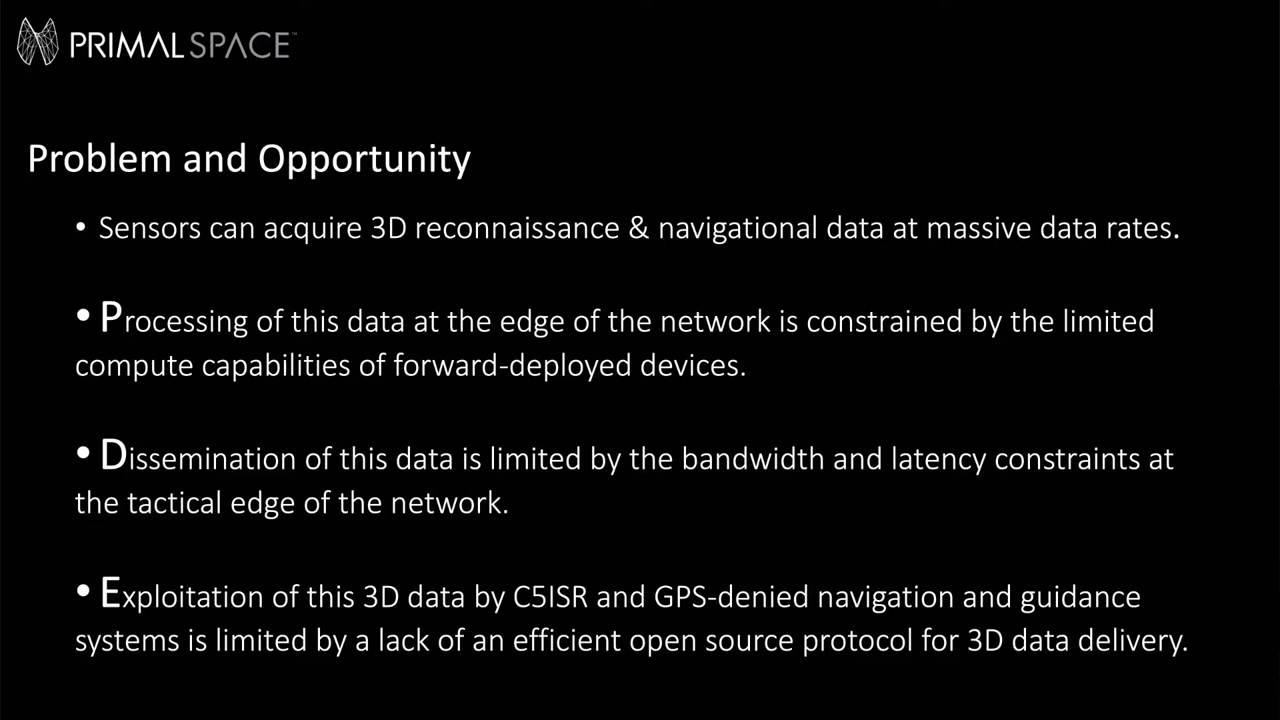 PRIMALSPACE™
Problem and Opportunity
• Sensors can acquire 3D reconnaissance & navigational data at massive data rates.
• Processing of this data at the edge of the network is constrained by the limited
compute capabilities of forward-deployed devices.
• Dissemination of this data is limited by the bandwidth and latency constraints at
the tactical edge of the network.
• Exploitation of this 3D data by C5ISR and GPS-denied navigation and guidance
systems is limited by a lack of an efficient open source protocol for 3D data delivery.